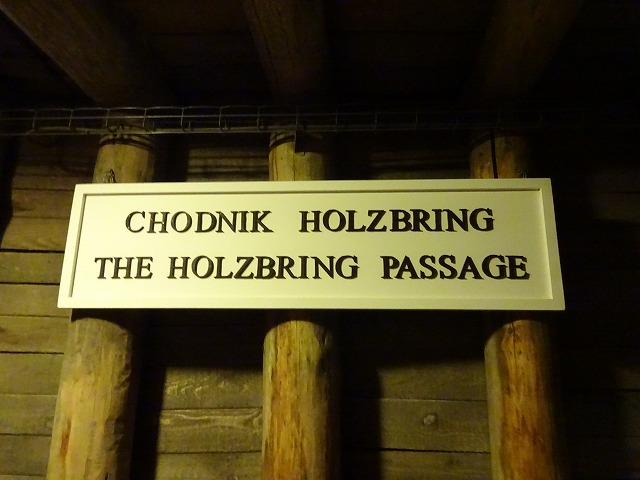 CHODNIK HOLZBRING
THE HOLZBRING PASSAGE